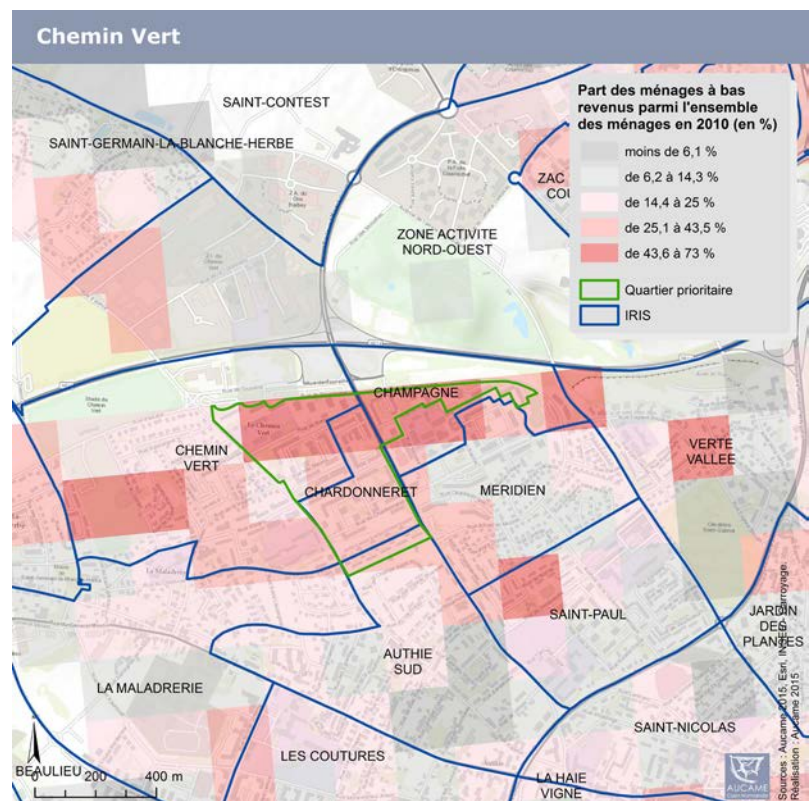 Chemin Vert
SAINT-CONTEST
SAINT-GERMAIN-LA-BLANCHE-HERBE
Part des ménages à bas
revenus parmi l'ensemble
des ménages en 2010 (en %)
moins de 6,1 %
de 6,2 à 14,3 %
de 14,4 à 25 %
de 25,1 à 43,5 %
de 43,6 à 73 %
Quartier prioritaire
IRIS
ZAC
COU
ZONE ACTIVITE
NORD-OUEST
CHAMPAGNE
CHEMIN
VERT
CHARDONNERET
MERIDIEN
VERTE
VALLEE
SAINT-PAUL
JARDIN
DES
PLANTES
AUTHIE
SUD
LA MALADRERIE
SAINT-NICOLAS
LES COUTURES
BEAULIEU
LA HAIE
VIGNE
0 200 400 m
AUCAME
Sources : Aucame 2015, Esri,
Réalisation : Aucame 2015